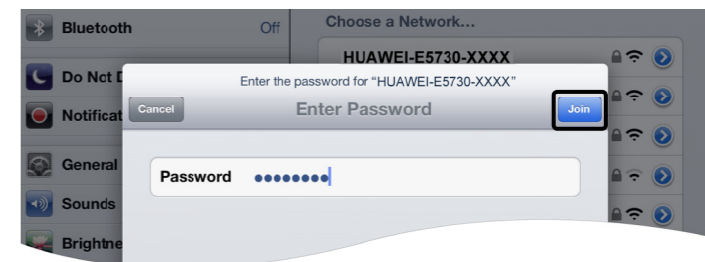 Bluetooth Off
Choose a Network...
HUAWEI-E5730-XXXX
Do Not D
Enter the password for “HUAWEI-E5730-XXXX”
Cancel Enter Password Join
Notificat
General
Password ●●●●●●●●
Sounds
Brightne